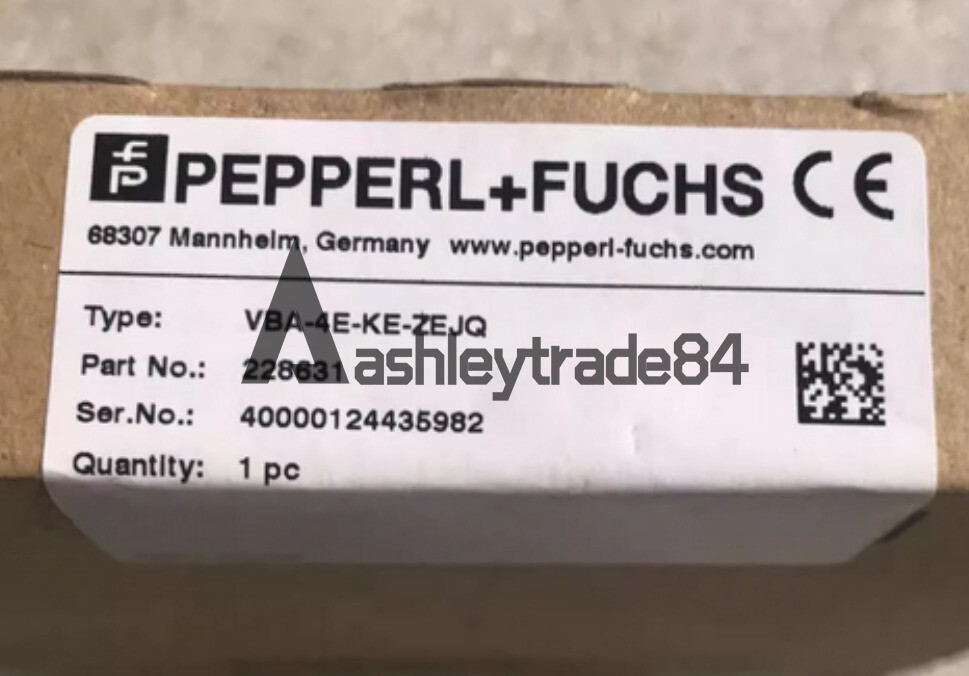 PEPPERL+FUCHS CE
68307 Mannheim, Germany www.pepperl-fuchs.com
Type: VBA-4E-KE-ZEJQ
Part No.: 228631
Ser.No.: 40000124435982
Quantity: 1 pc
Aashleytrade84